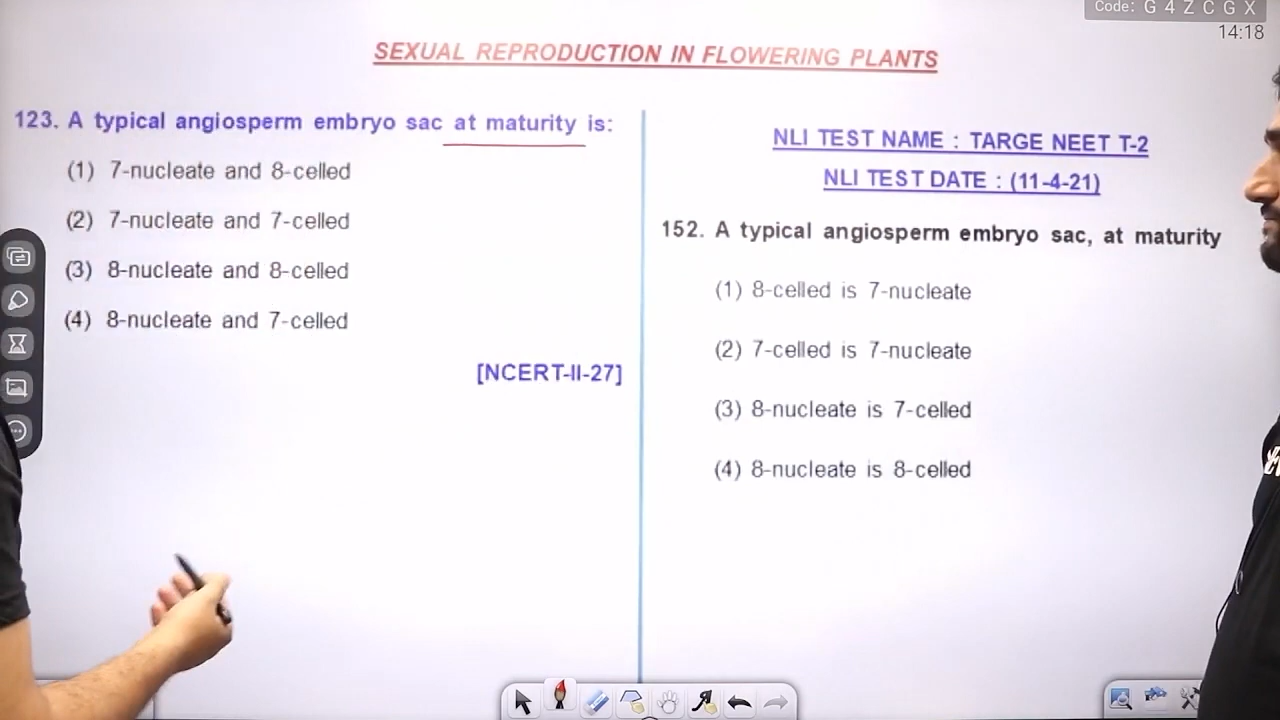 Code: G 4 Z C G X
14:18
SEXUAL REPRODUCTION IN FLOWERING PLANTS
123. A typical angiosperm embryo sac at maturity is:
(1) 7-nucleate and 8-celled
(2) 7-nucleate and 7-celled
(3) 8-nucleate and 8-celled
(4) 8-nucleate and 7-celled
[NCERT-II-27]
NLI TEST NAME : TARGE NEET T-2
NLI TEST DATE : (11-4-21)
152. A typical angiosperm embryo sac, at maturity
(1) 8-celled is 7-nucleate
(2) 7-celled is 7-nucleate
(3) 8-nucleate is 7-celled
(4) 8-nucleate is 8-celled